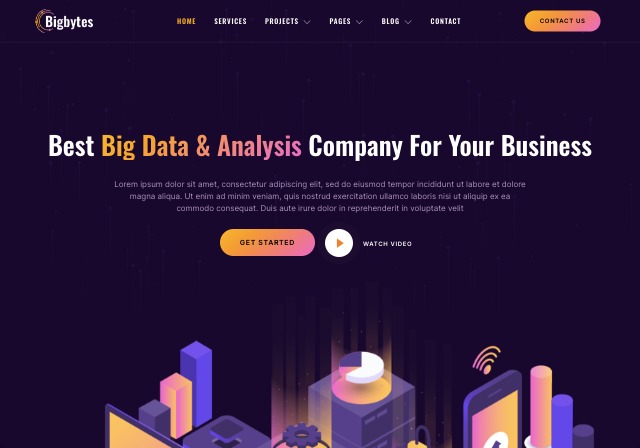 Bigbytes
HOME SERVICES PROJECTS PAGES BLOG CONTACT
CONTACT US
Best Big Data & Analysis Company For Your Business
Lorem ipsum dolor sit amet, consectetur adipiscing elit, sed do eiusmod tempor incididunt ut labore et dolore
magna aliqua. Ut enim ad minim veniam, quis nostrud exercitation ullamco laboris nisi ut aliquip ex ea
commodo consequat. Duis aute irure dolor in reprehenderit in voluptate velit
GET STARTED
WATCH VIDEO